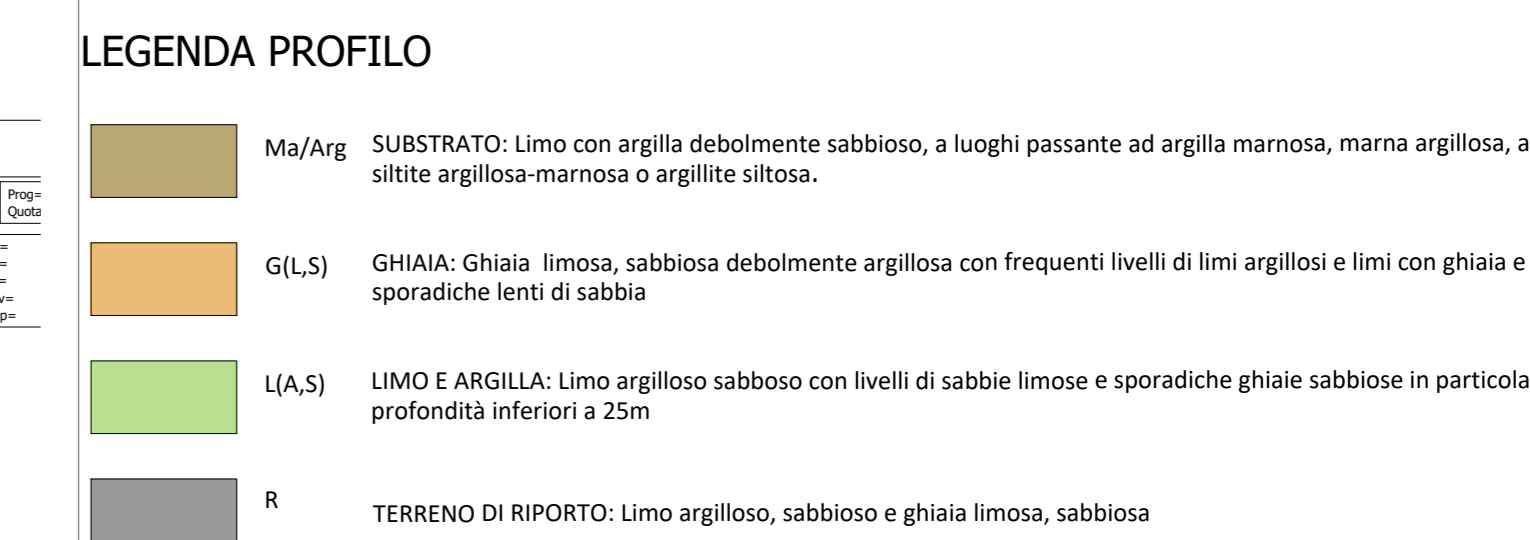 LEGENDA PROFILO
Ma/Arg
SUBSTRATO: Limo con argilla debolmente sabbioso, a luoghi passante ad argilla marnosa, marna argillosa, a
siltite argillosa-marnosa o argillite siltosa.
G(L,S)
GHIAIA: Ghiaia limosa, sabbiosa debolmente argillosa con frequenti livelli di limi argillosi e limi con ghiaia e
sporadiche lenti di sabbia
L(A,S)
LIMO E ARGILLA: Limo argilloso sabboso con livelli di sabbie limose e sporadiche ghiaie sabbiose in particola
profondità inferiori a 25m
R
TERRENO DI RIPORTO: Limo argilloso, sabbioso e ghiaia limosa, sabbiosa
Prog=
Quota
=
=
=
v=
p=